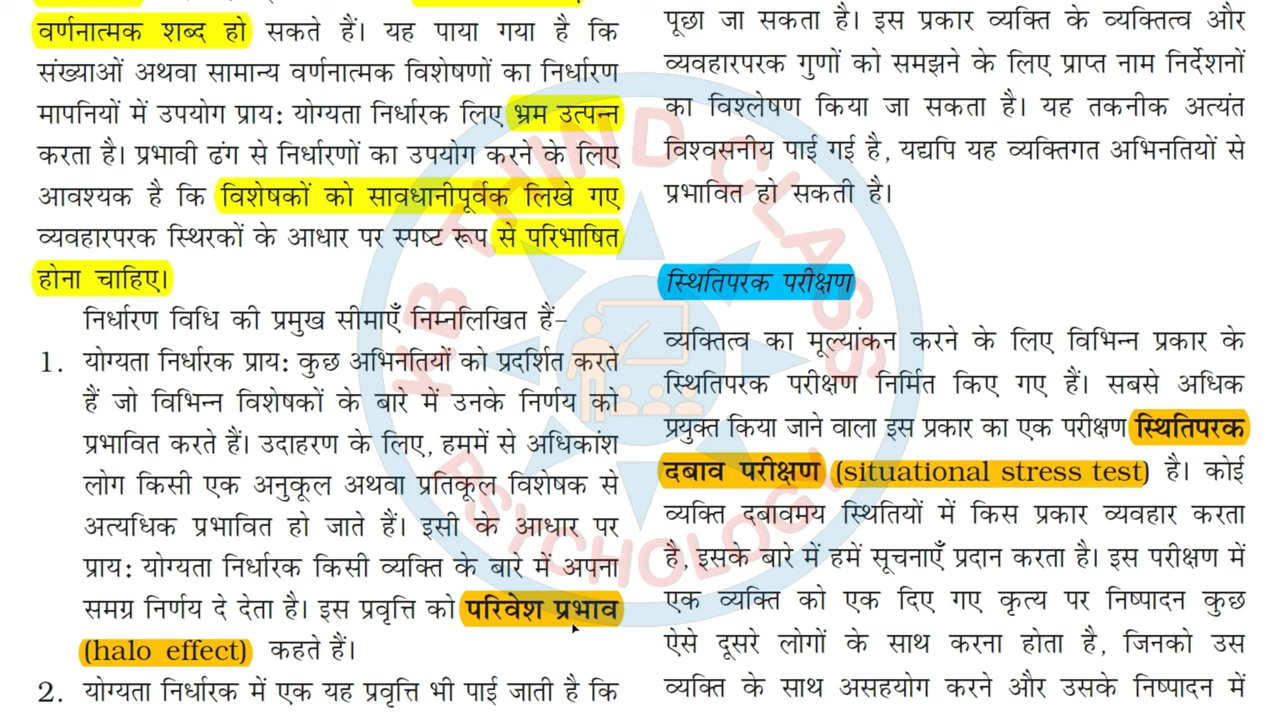 वर्णनात्मक शब्द हो सकते हैं। यह पाया गया है कि
संख्याओं अथवा सामान्य वर्णनात्मक विशेषणों का निर्धारण
मापनियों में उपयोग प्राय: योग्यता निर्धारक लिए भ्रम उत्पन्न
करता है। प्रभावी ढंग से निर्धारणों का उपयोग करने के लिए
आवश्यक है कि विशेषकों को सावधानीपूर्वक लिखे गए
व्यवहारपरक स्थिरकों के आधार पर स्पष्ट रूप से परिभाषित
होना चाहिए।
निर्धारण विधि की प्रमुख सीमाएँ निम्नलिखित हैं–
1. योग्यता निर्धारक प्राय: कुछ अभिनतियों को प्रदर्शित करते
हैं जो विभिन्न विशेषकों के बारे में उनके निर्णय को
प्रभावित करते हैं। उदाहरण के लिए, हममें से अधिकांश
लोग किसी एक अनुकूल अथवा प्रतिकूल विशेषक से
अत्यधिक प्रभावित हो जाते हैं। इसी के आधार पर
प्राय: योग्यता निर्धारक किसी व्यक्ति के बारे में अपना
समग्र निर्णय दे देता है। इस प्रवृत्ति को परिवेश प्रभाव
(halo effect) कहते हैं।
2. योग्यता निर्धारक में एक यह प्रवृत्ति भी पाई जाती है कि
पूछा जा सकता है। इस प्रकार व्यक्ति के व्यक्तित्व और
व्यवहारपरक गुणों को समझने के लिए प्राप्त नाम निर्देशनों
का विश्लेषण किया जा सकता है। यह तकनीक अत्यंत
विश्वसनीय पाई गई है, यद्यपि यह व्यक्तिगत अभिनतियों से
प्रभावित हो सकती है।
स्थितिपरक परीक्षण
व्यक्तित्व का मूल्यांकन करने के लिए विभिन्न प्रकार के
स्थितिपरक परीक्षण निर्मित किए गए हैं। सबसे अधिक
प्रयुक्त किया जाने वाला इस प्रकार का एक परीक्षण स्थितिपरक
दबाव परीक्षण (situational stress test) है। कोई
व्यक्ति दबावमय स्थितियों में किस प्रकार व्यवहार करता
है, इसके बारे में हमें सूचनाएँ प्रदान करता है। इस परीक्षण में
एक व्यक्ति को एक दिए गए कृत्य पर निष्पादन कुछ
ऐसे दूसरे लोगों के साथ करना होता है, जिनको उस
व्यक्ति के साथ असहयोग करने और उसके निष्पादन में
KB THIND CLASSES
PSYCHOLOGY